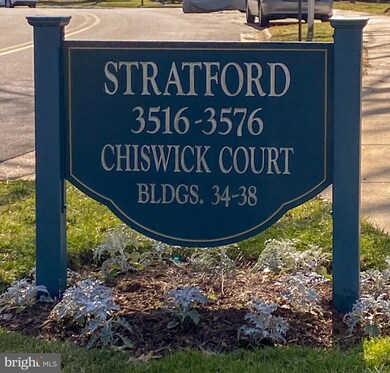 STRATFORD
3516-3576
CHISWICK COURT
BLDGS. 34-38
bright MLS